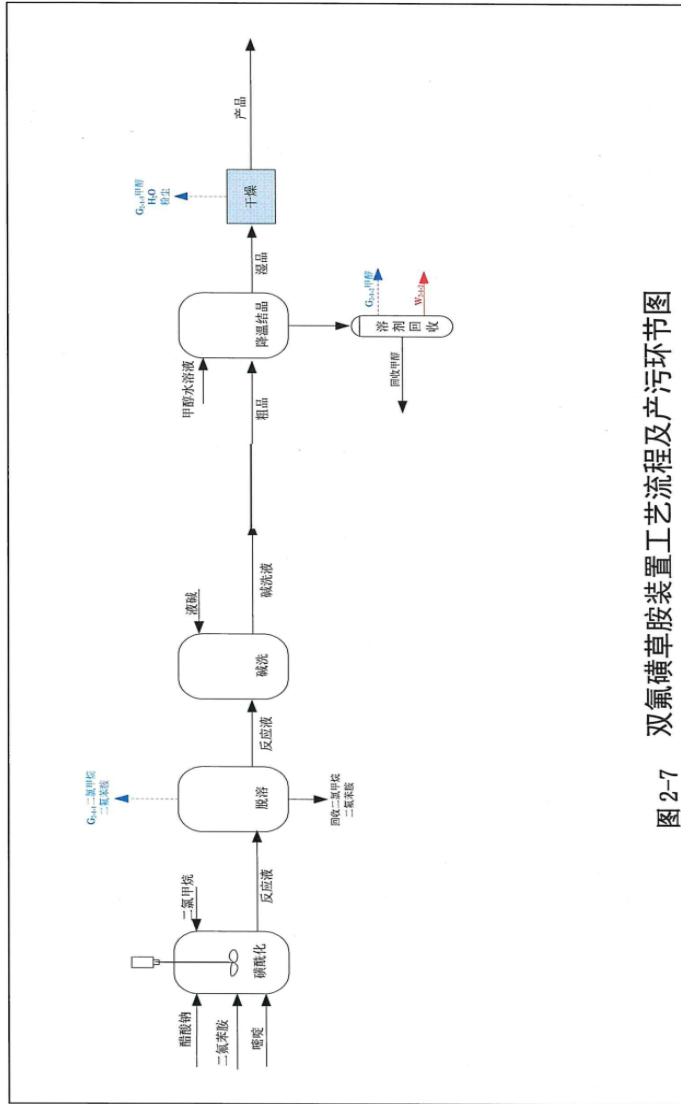 醋酸钠
二氟苯胺
嘧啶
二氯甲烷
磺酰化
反应液
G₂₋₄₋₁二氯甲烷
二氟苯胺
脱溶
回收二氯甲烷
二氟苯胺
反应液
液碱
碱洗
碱洗液
粗品
甲醇水溶液
降温结晶
湿品
G₂₋₄₋₂甲醇
W₂₋₄₋₂
溶剂回收
回收甲醇
G₂₋₄₋₃甲醇
H₂O
粉尘
干燥
产品
图 2-7 双氟磺草胺装置工艺流程及产污环节图